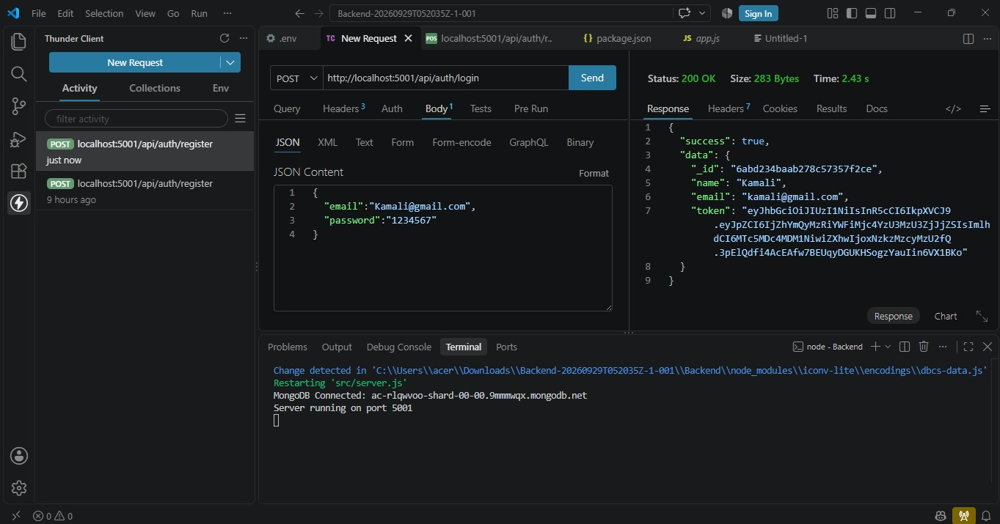 File Edit Selection View Go Run ···
Backend-20260929T052035Z-1-001
Sign In
Thunder Client
New Request
Activity Collections Env
filter activity
POST localhost:5001/api/auth/register
just now
POST localhost:5001/api/auth/register
9 hours ago
.env
TC New Request
POS localhost:5001/api/auth/r..
{} package.json
JS app.js
Untitled-1
POST http://localhost:5001/api/auth/login Send
Query Headers 3 Auth Body 1 Tests Pre Run
JSON XML Text Form Form-encode GraphQL Binary
JSON Content Format
1 {
2 "email":"Kamali@gmail.com",
3 "password":"1234567"
4 }
Status: 200 OK Size: 283 Bytes Time: 2.43 s
Response Headers 7 Cookies Results Docs </>
1 {
2 "success": true,
3 "data": {
4 "_id": "6abd234baab278c57357f2ce",
5 "name": "Kamali",
6 "email": "kamali@gmail.com",
7 "token": "eyJhbGciOiJIUzI1NiIsInR5cCI6IkpXVCJ9
.eyJpZCI6IjZhYmQyMzRiYWFiMjc4YzU3MzU3ZjJjZSIsImlh
dCI6MTc5MDc4MDM1NiwiZXhwIjoxNzkzMzcyMzU2fQ
.3pElQdfi4AcEAfw7BEUqyDGUKHSogzYauIin6VX1BKo"
8 }
9 }
Response Chart
Problems Output Debug Console Terminal Ports
node - Backend
Change detected in 'C:\\Users\\acer\\Downloads\\Backend-20260929T052035Z-1-001\\Backend\\node_modules\\iconv-lite\\encodings\\dbcs-data.js'
Restarting 'src/server.js'
MongoDB Connected: ac-rlqwvoo-shard-00-00.9mmmwqx.mongodb.net
Server running on port 5001
0 0